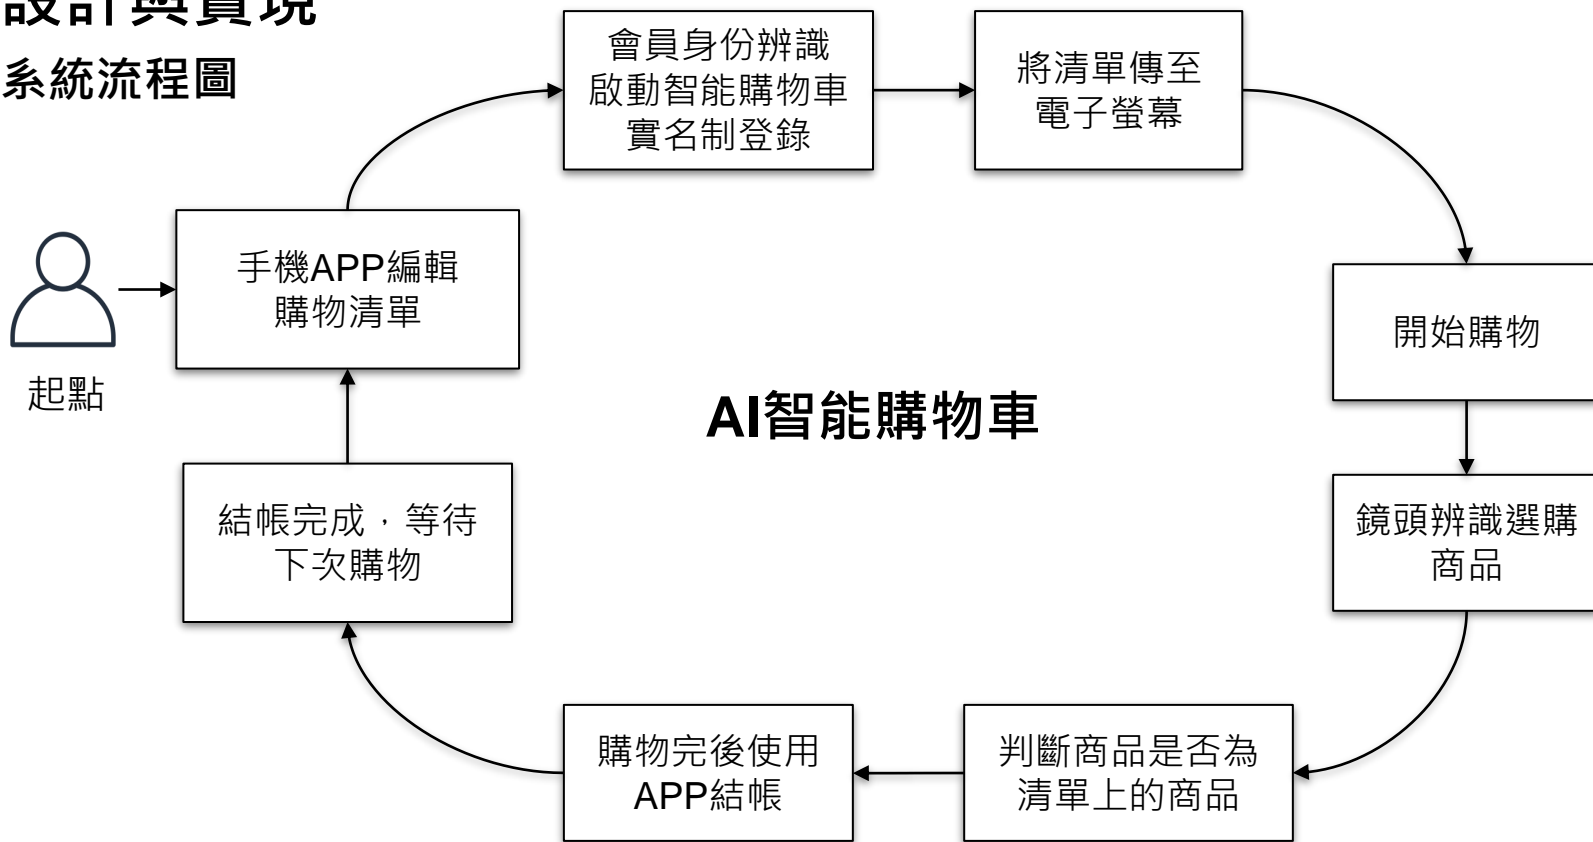 設計與實現
系統流程圖
會員身份辨識
啟動智能購物車
實名制登錄
將清單傳至
電子螢幕
手機APP編輯
購物清單
起點
開始購物
AI智能購物車
結帳完成，等待
下次購物
鏡頭辨識選購
商品
購物完後使用
APP結帳
判斷商品是否為
清單上的商品